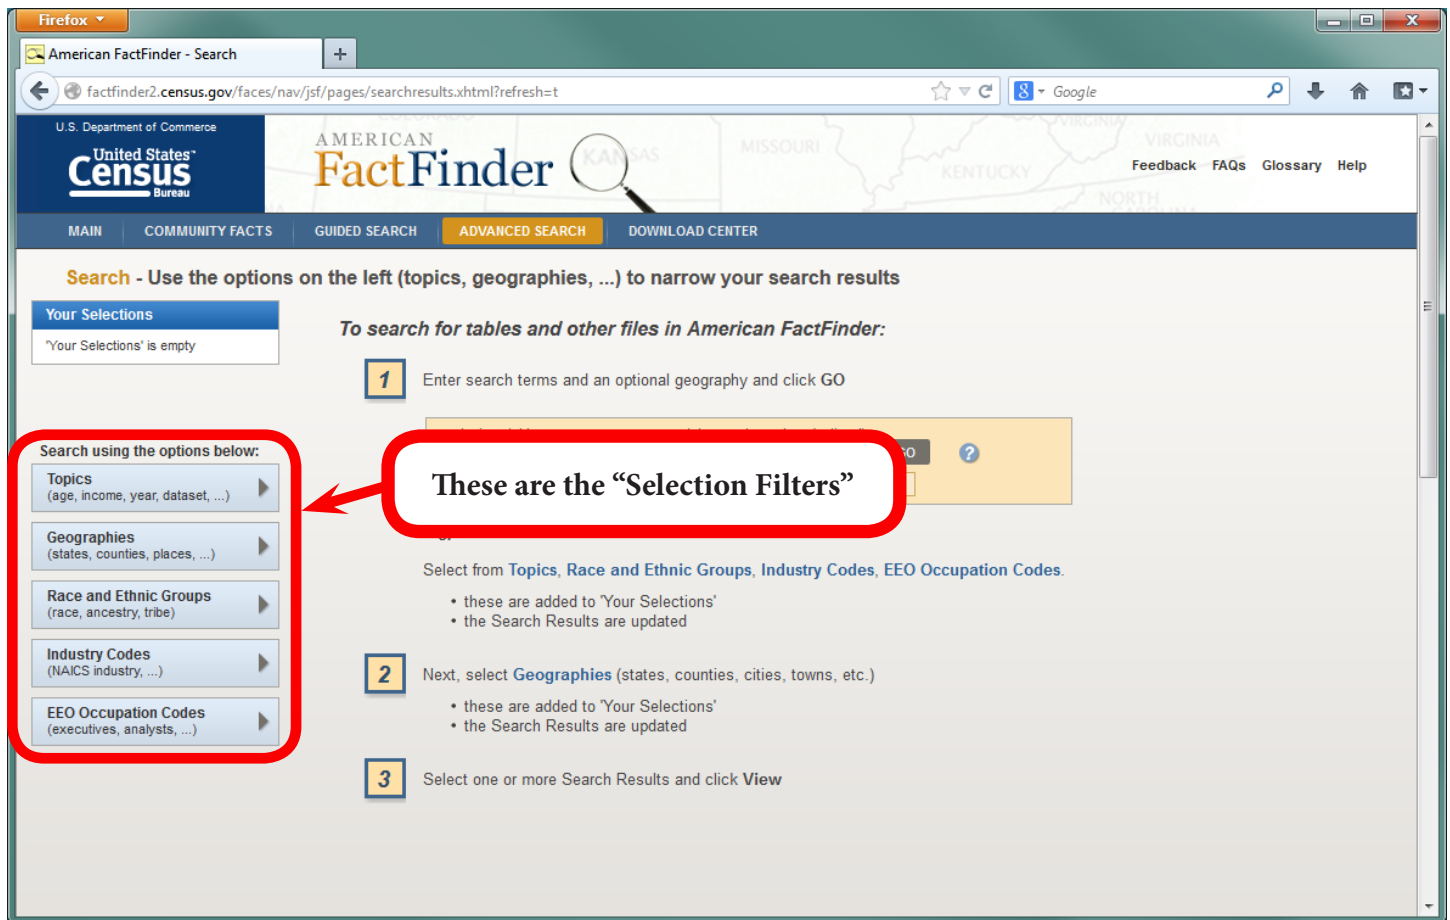 Firefox
American FactFinder - Search
factfinder2.census.gov/faces/nav/jsf/pages/searchresults.xhtml?refresh=t
Google
U.S. Department of Commerce
United States™
Census
Bureau
AMERICAN
FactFinder
COLORADO
KANSAS
MISSOURI
KENTUCKY
VIRGINIA
NORTH
CAROLINA
Feedback FAQs Glossary Help
MAIN COMMUNITY FACTS GUIDED SEARCH ADVANCED SEARCH DOWNLOAD CENTER
Search - Use the options on the left (topics, geographies, ...) to narrow your search results
Your Selections
'Your Selections' is empty
To search for tables and other files in American FactFinder:
1 Enter search terms and an optional geography and click GO
Search using the options below:
Topics
(age, income, year, dataset, ...)
Geographies
(states, counties, places, ...)
Race and Ethnic Groups
(race, ancestry, tribe)
Industry Codes
(NAICS industry, ...)
EEO Occupation Codes
(executives, analysts, ...)
These are the “Selection Filters”
Select from Topics, Race and Ethnic Groups, Industry Codes, EEO Occupation Codes.
• these are added to 'Your Selections'
• the Search Results are updated
2 Next, select Geographies (states, counties, cities, towns, etc.)
• these are added to 'Your Selections'
• the Search Results are updated
3 Select one or more Search Results and click View